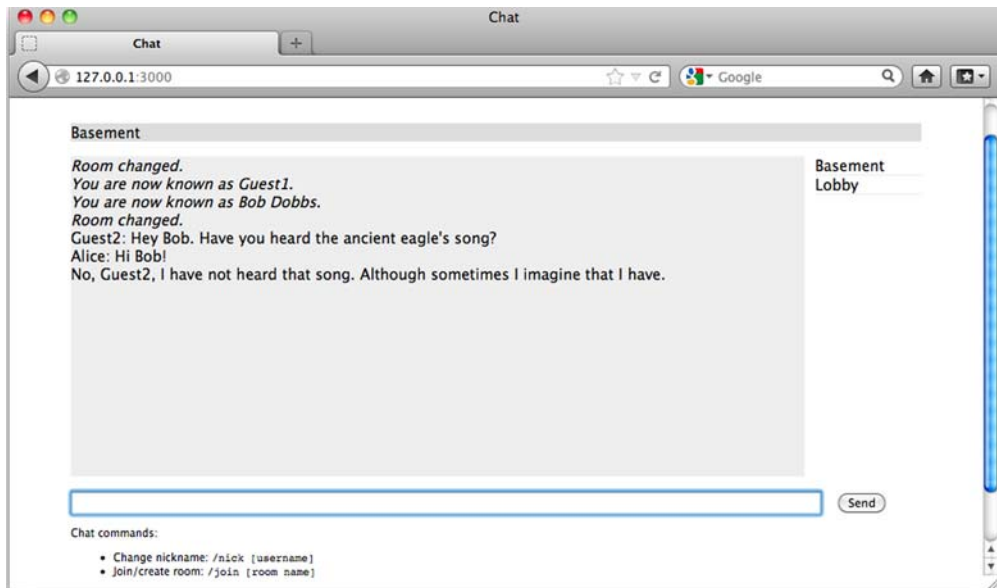 Chat
Chat
127.0.0.1:3000
Google
Basement
Room changed.
You are now known as Guest1.
You are now known as Bob Dobbs.
Room changed.
Guest2: Hey Bob. Have you heard the ancient eagle's song?
Alice: Hi Bob!
No, Guest2, I have not heard that song. Although sometimes I imagine that I have.
Basement
Lobby
Send
Chat commands:
• Change nickname: /nick [username]
• Join/create room: /join [room name]